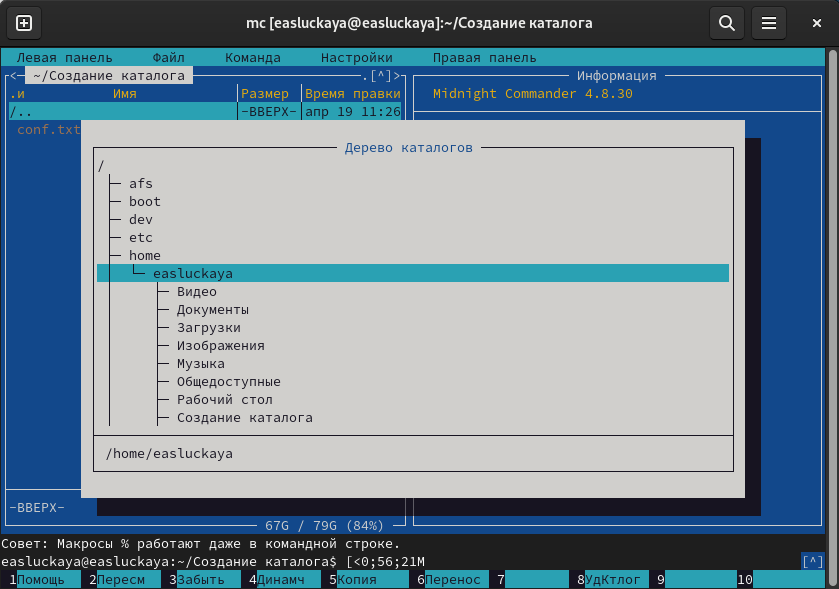 mc [easluckaya@easluckaya]:~/Создание каталога
Левая панель Файл Команда Настройки Правая панель
<─ ~/Создание каталога .[^]>
.и Имя Размер Время правки
/.. -ВВЕРХ- апр 19 11:26
conf.txt
Информация
Midnight Commander 4.8.30
Дерево каталогов
/
afs
boot
dev
etc
home
easluckaya
Видео
Документы
Загрузки
Изображения
Музыка
Общедоступные
Рабочий стол
Создание каталога
/home/easluckaya
-ВВЕРХ-
67G / 79G (84%)
Совет: Макросы % работают даже в командной строке.
easluckaya@easluckaya:~/Создание каталога$ [<0;56;21M [^]
1Помощь 2Пересм 3Забыть 4Динамч 5Копия 6Перенос 7 8УдКтлог 9 10